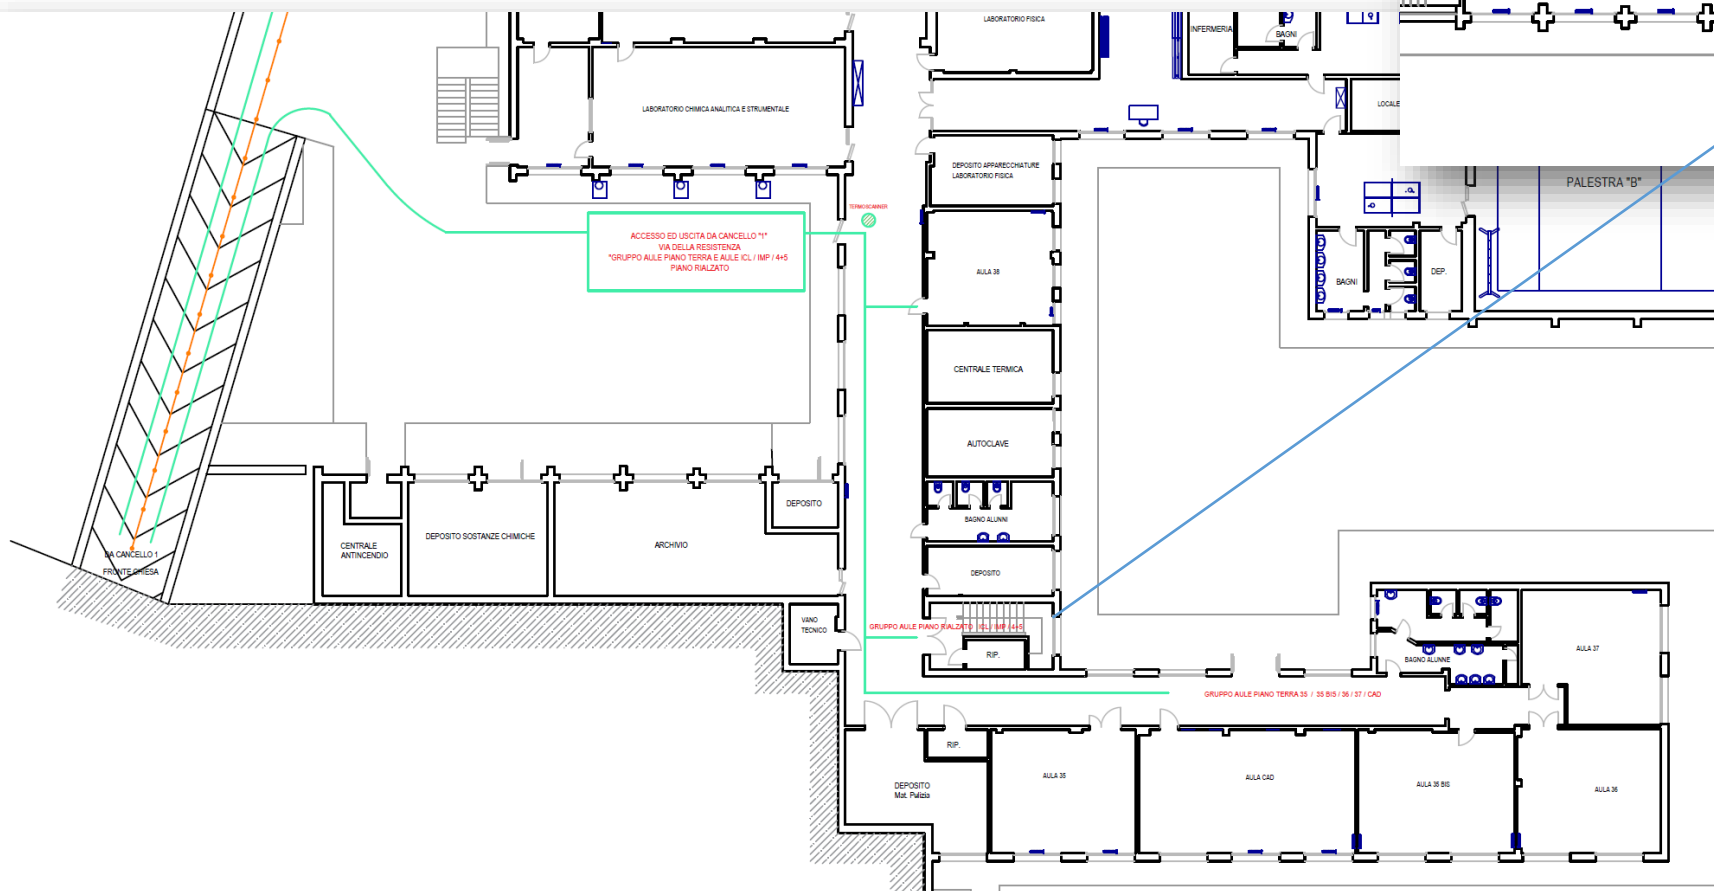 LABORATORIO FISICA
INFERMERIA
BAGNI
LABORATORIO CHIMICA ANALITICA E STRUMENTALE
LOCALE
DEPOSITO APPARECCHIATURE
LABORATORIO FISICA
PALESTRA "B"
TERMOSCANNER
ACCESSO ED USCITA DA CANCELLO "1"
VIA DELLA RESISTENZA
"GRUPPO AULE PIANO TERRA E AULE ICL / IMP / 4+5
PIANO RIALZATO
AULA 38
BAGNI
DEP.
CENTRALE TERMICA
AUTOCLAVE
DEPOSITO
BAGNO ALUNNI
DEPOSITO SOSTANZE CHIMICHE
ARCHIVIO
CENTRALE
ANTINCENDIO
DA CANCELLO 1
FRONTE CHIESA
DEPOSITO
VANO
TECNICO
GRUPPO AULE PIANO RIALZATO ICL / IMP / 4+5
RIP.
BAGNO ALUNNE
AULA 37
GRUPPO AULE PIANO TERRA 35 / 35 BIS / 36 / 37 / CAD
RIP.
AULA 35
AULA CAD
AULA 35 BIS
AULA 36
DEPOSITO
Mat. Pulizia